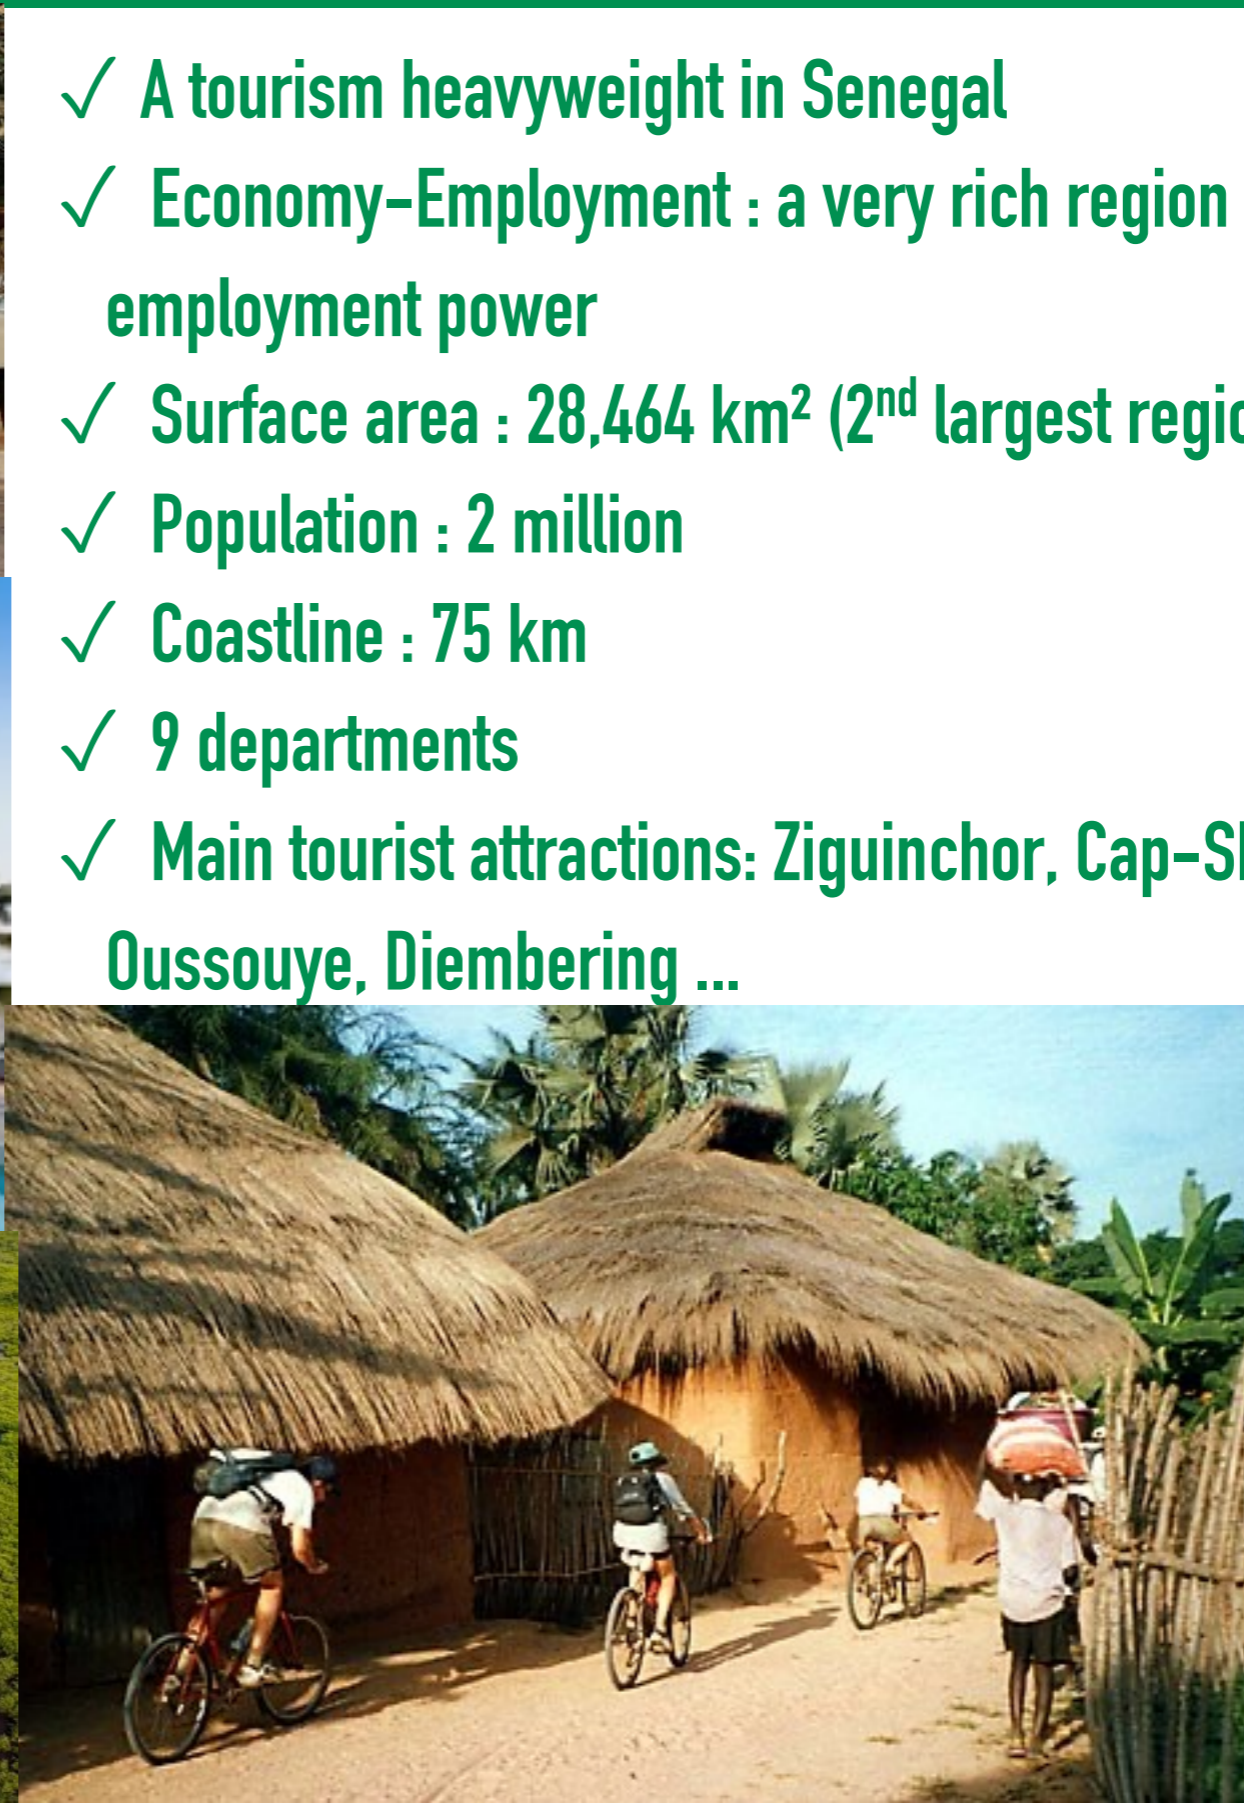 ✓ A tourism heavyweight in Senegal
✓ Economy-Employment : a very rich region
employment power
✓ Surface area : 28,464 km² (2nd largest
✓ Population : 2 million
✓ Coastline : 75 km
✓ 9 departments
✓ Main tourist attractions: Ziguinchor,
Oussouye, Diembering ...